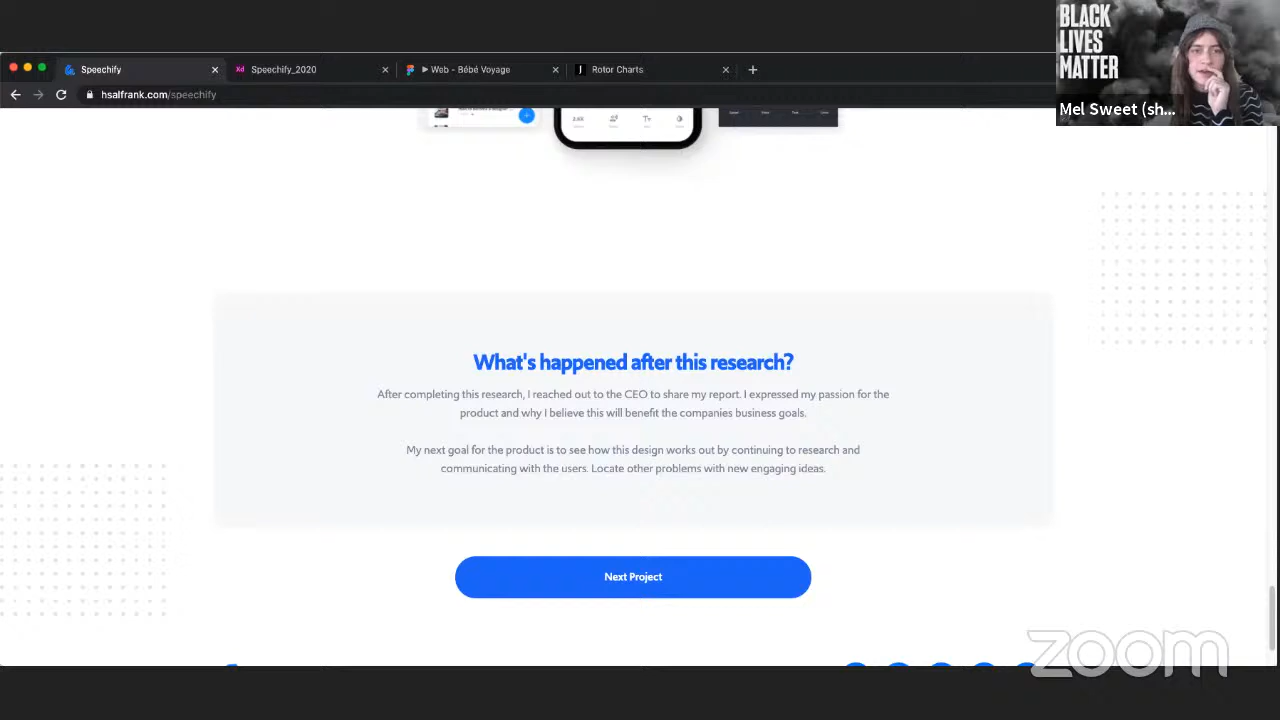 BLACK
LIVES
MATTER
Mel Sweet (sh...
Speechify
Speechify_2020
Web - Bébé Voyage
Rotor Charts
hsalfrank.com/speechify
What's happened after this research?
After completing this research, I reached out to the CEO to share my report. I expressed my passion for the
product and why I believe this will benefit the companies business goals.
My next goal for the product is to see how this design works out by continuing to research and
communicating with the users. Locate other problems with new engaging ideas.
Next Project
zoom